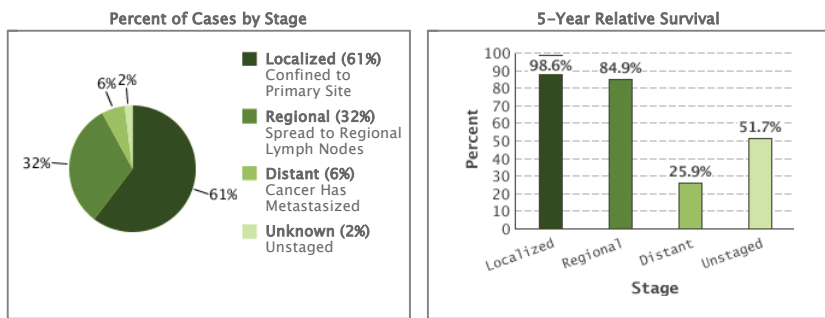 Percent of Cases by Stage
61%
32%
6%
2%
Localized (61%)
Confined to
Primary Site
Regional (32%)
Spread to Regional
Lymph Nodes
Distant (6%)
Cancer Has
Metastasized
Unknown (2%)
Unstaged
5-Year Relative Survival
Percent
100
90
80
70
60
50
40
30
20
10
0
98.6%
84.9%
25.9%
51.7%
Localized
Regional
Distant
Unstaged
Stage